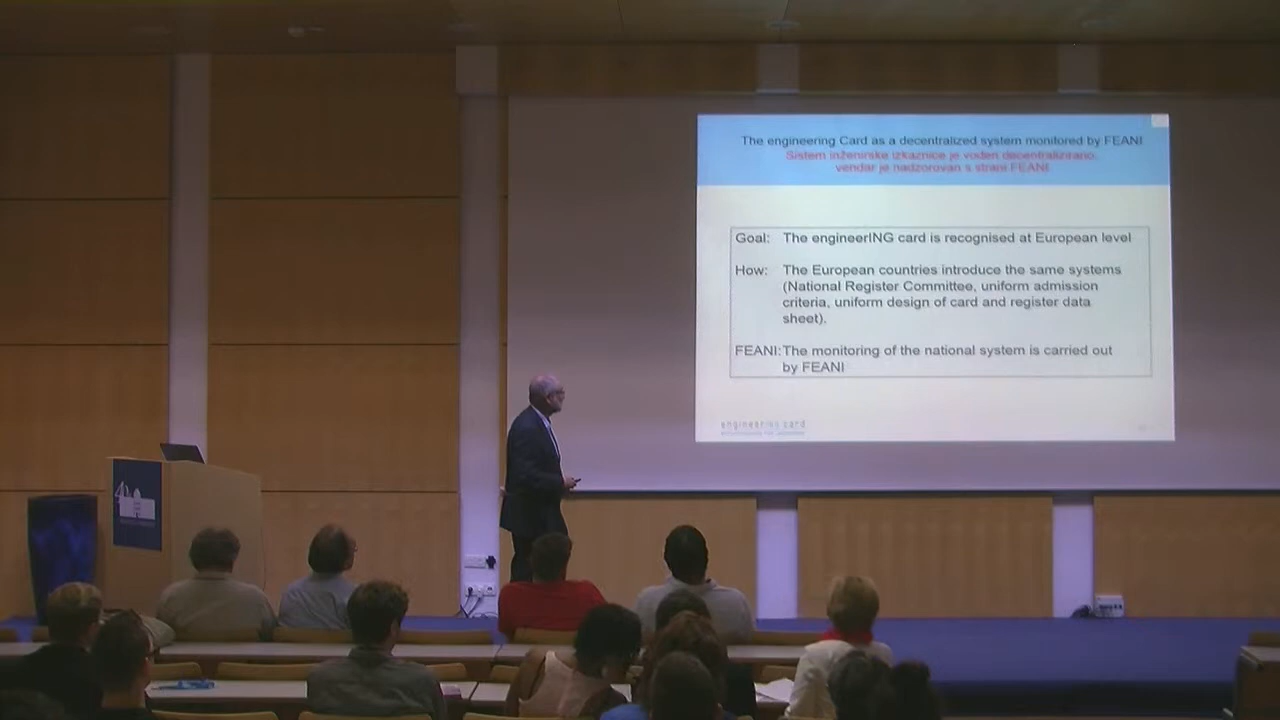 The engineering Card as a decentralized system monitored by FEANI
Sistem inženirske izkaznice je voden decentralizirano,
vendar je nadzorovan s strani FEANI
Goal: The engineerING card is recognised at European level
How: The European countries introduce the same systems
(National Register Committee, uniform admission
criteria, uniform design of card and register data
sheet).
FEANI: The monitoring of the national system is carried out
by FEANI
engineering card